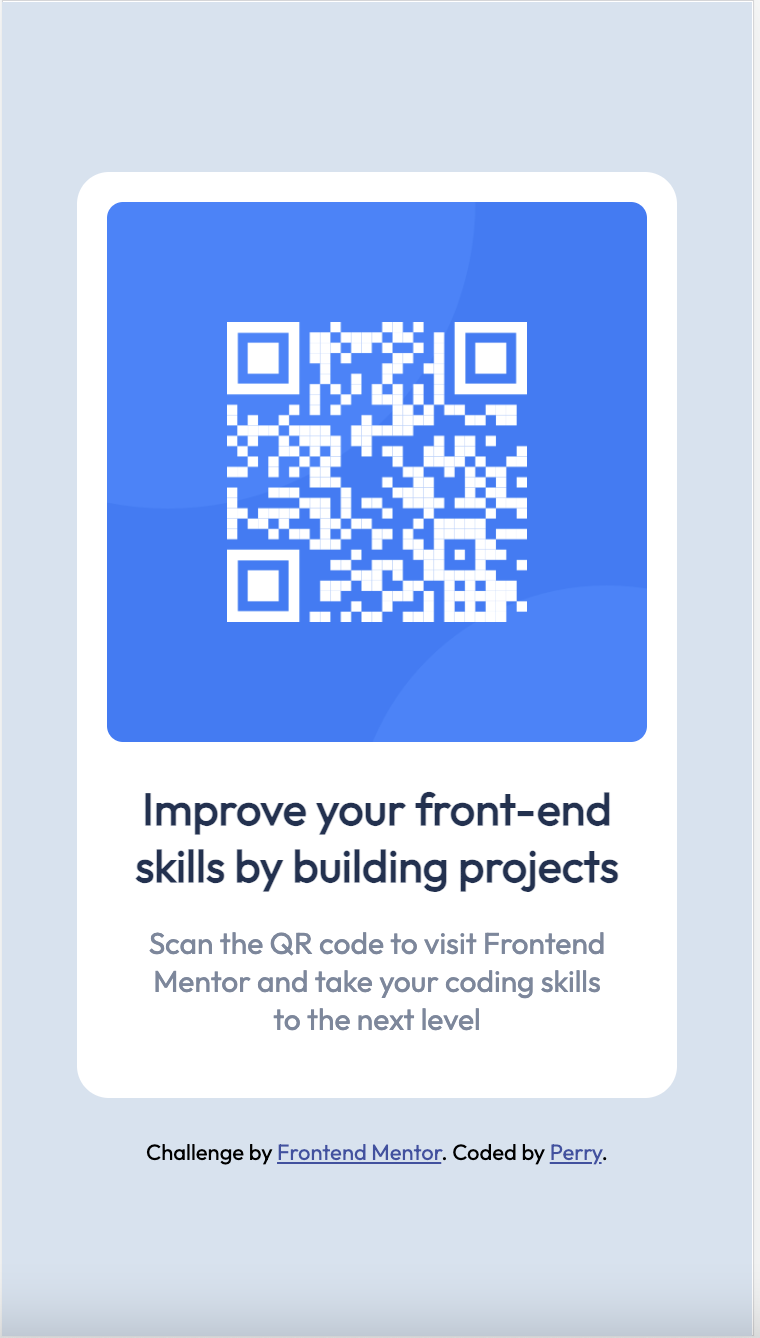 Improve your front-end
skills by building projects
Scan the QR code to visit Frontend
Mentor and take your coding skills
to the next level
Challenge by Frontend Mentor. Coded by Perry.